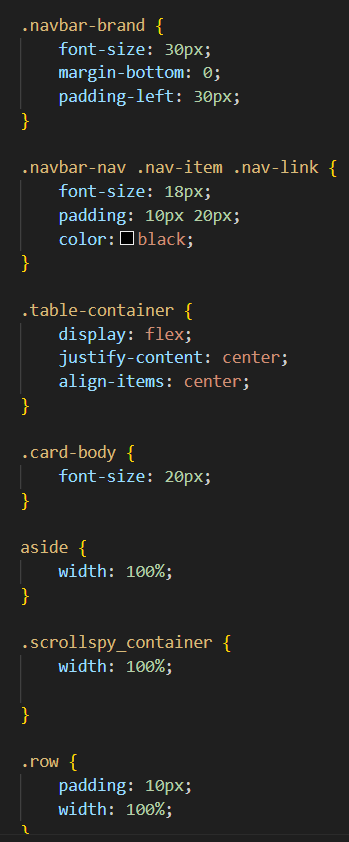 .navbar-brand {
    font-size: 30px;
    margin-bottom: 0;
    padding-left: 30px;
}

.navbar-nav .nav-item .nav-link {
    font-size: 18px;
    padding: 10px 20px;
    color: black;
}

.table-container {
    display: flex;
    justify-content: center;
    align-items: center;
}

.card-body {
    font-size: 20px;
}

aside {
    width: 100%;
}

.scrollspy_container {
    width: 100%;

}

.row {
    padding: 10px;
    width: 100%;
}